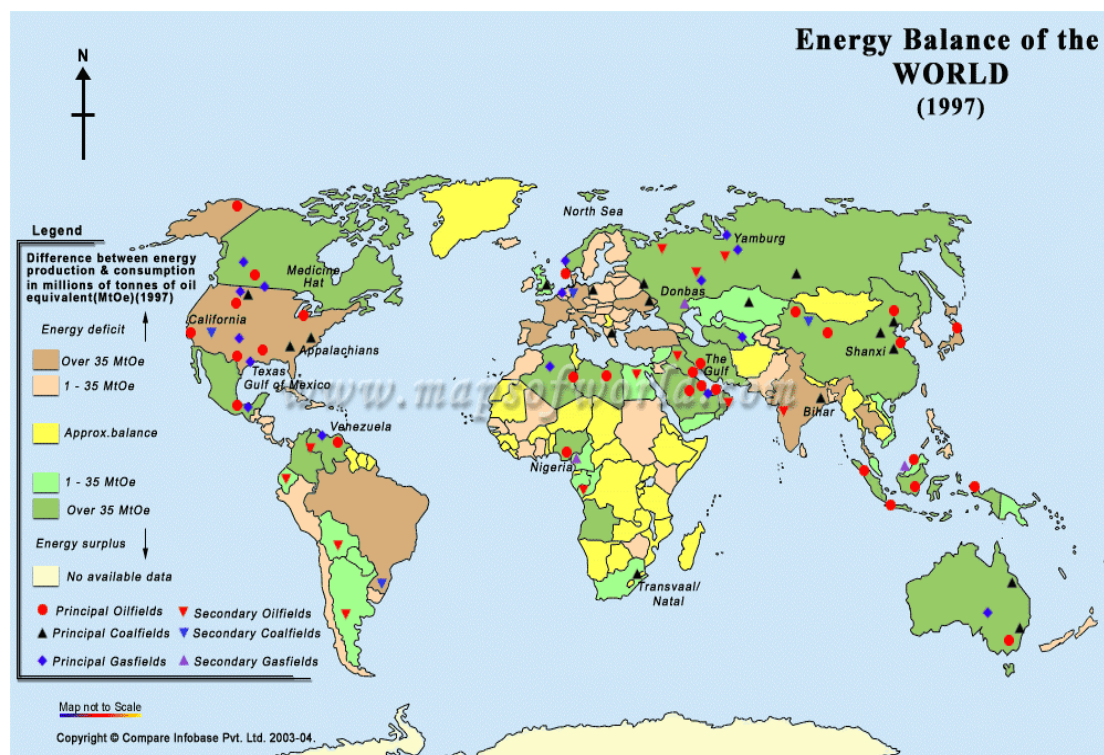 Energy Balance of the
WORLD
(1997)
N
Legend
Difference between energy
production & consumption
in millions of tonnes of oil
equivalent(MtOe)(1997)
Energy deficit
Over 35 MtOe
1 - 35 MtOe
Approx.balance
1 - 35 MtOe
Over 35 MtOe
Energy surplus
No available data
Principal Oilfields
Secondary Oilfields
Principal Coalfields
Secondary Coalfields
Principal Gasfields
Secondary Gasfields
Map not to Scale
Copyright © Compare Infobase Pvt. Ltd. 2003-04.
North Sea
Yamburg
Medicine
Hat
Donbas
California
Appalachians
Shanxi
The
Gulf
Texas
Gulf of Mexico
www.mapsofworld.com
Bihar
Venezuela
Nigeria
Transvaal/
Natal